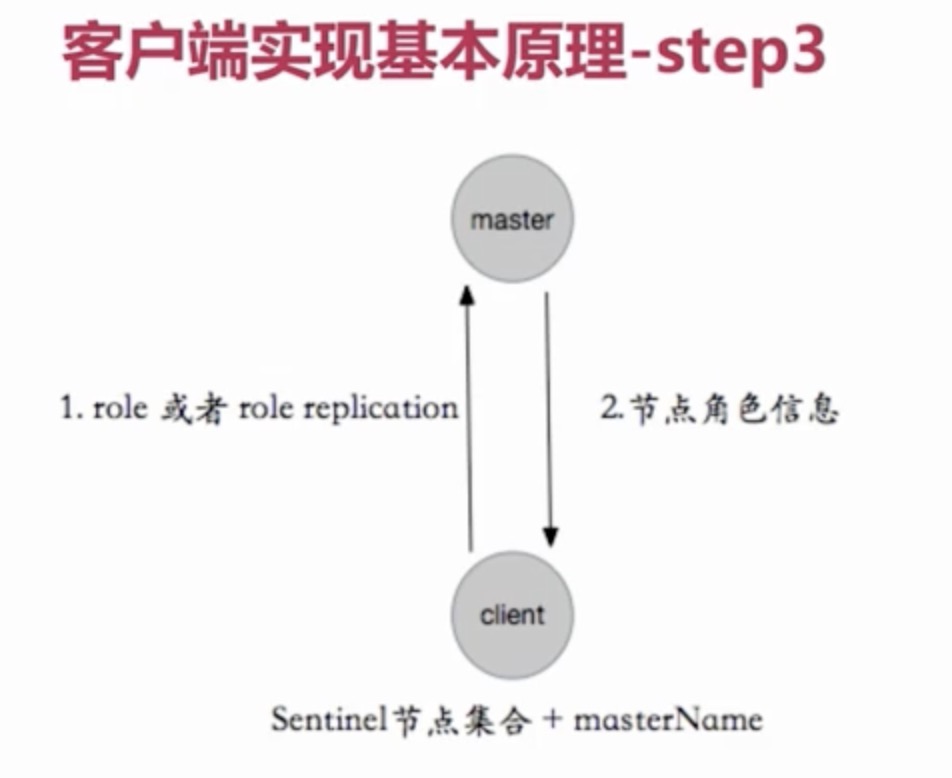 客户端实现基本原理-step3
master
1. role 或者 role replication
2.节点角色信息
client
Sentinel节点集合 + masterName